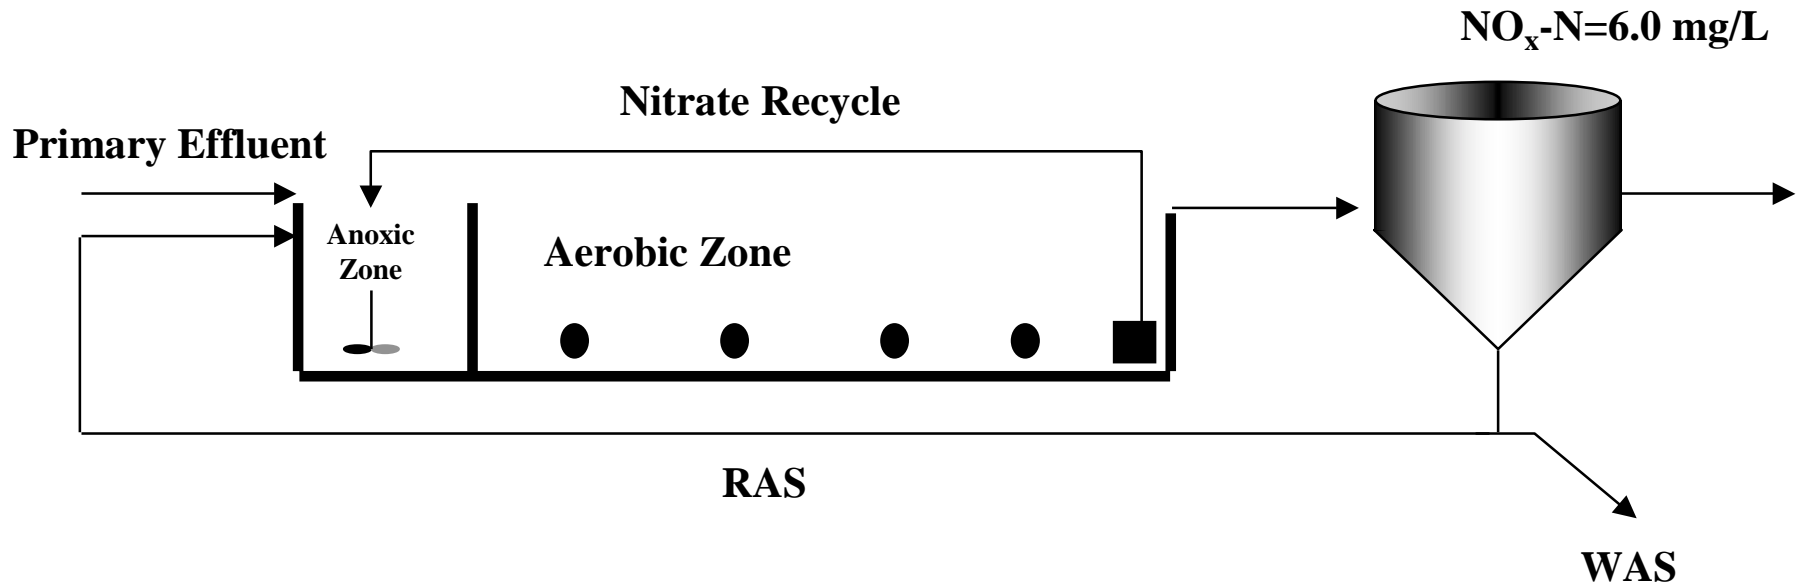 NOx-N=6.0 mg/L
Nitrate Recycle
Primary Effluent
Anoxic
Zone
Aerobic Zone
RAS
WAS